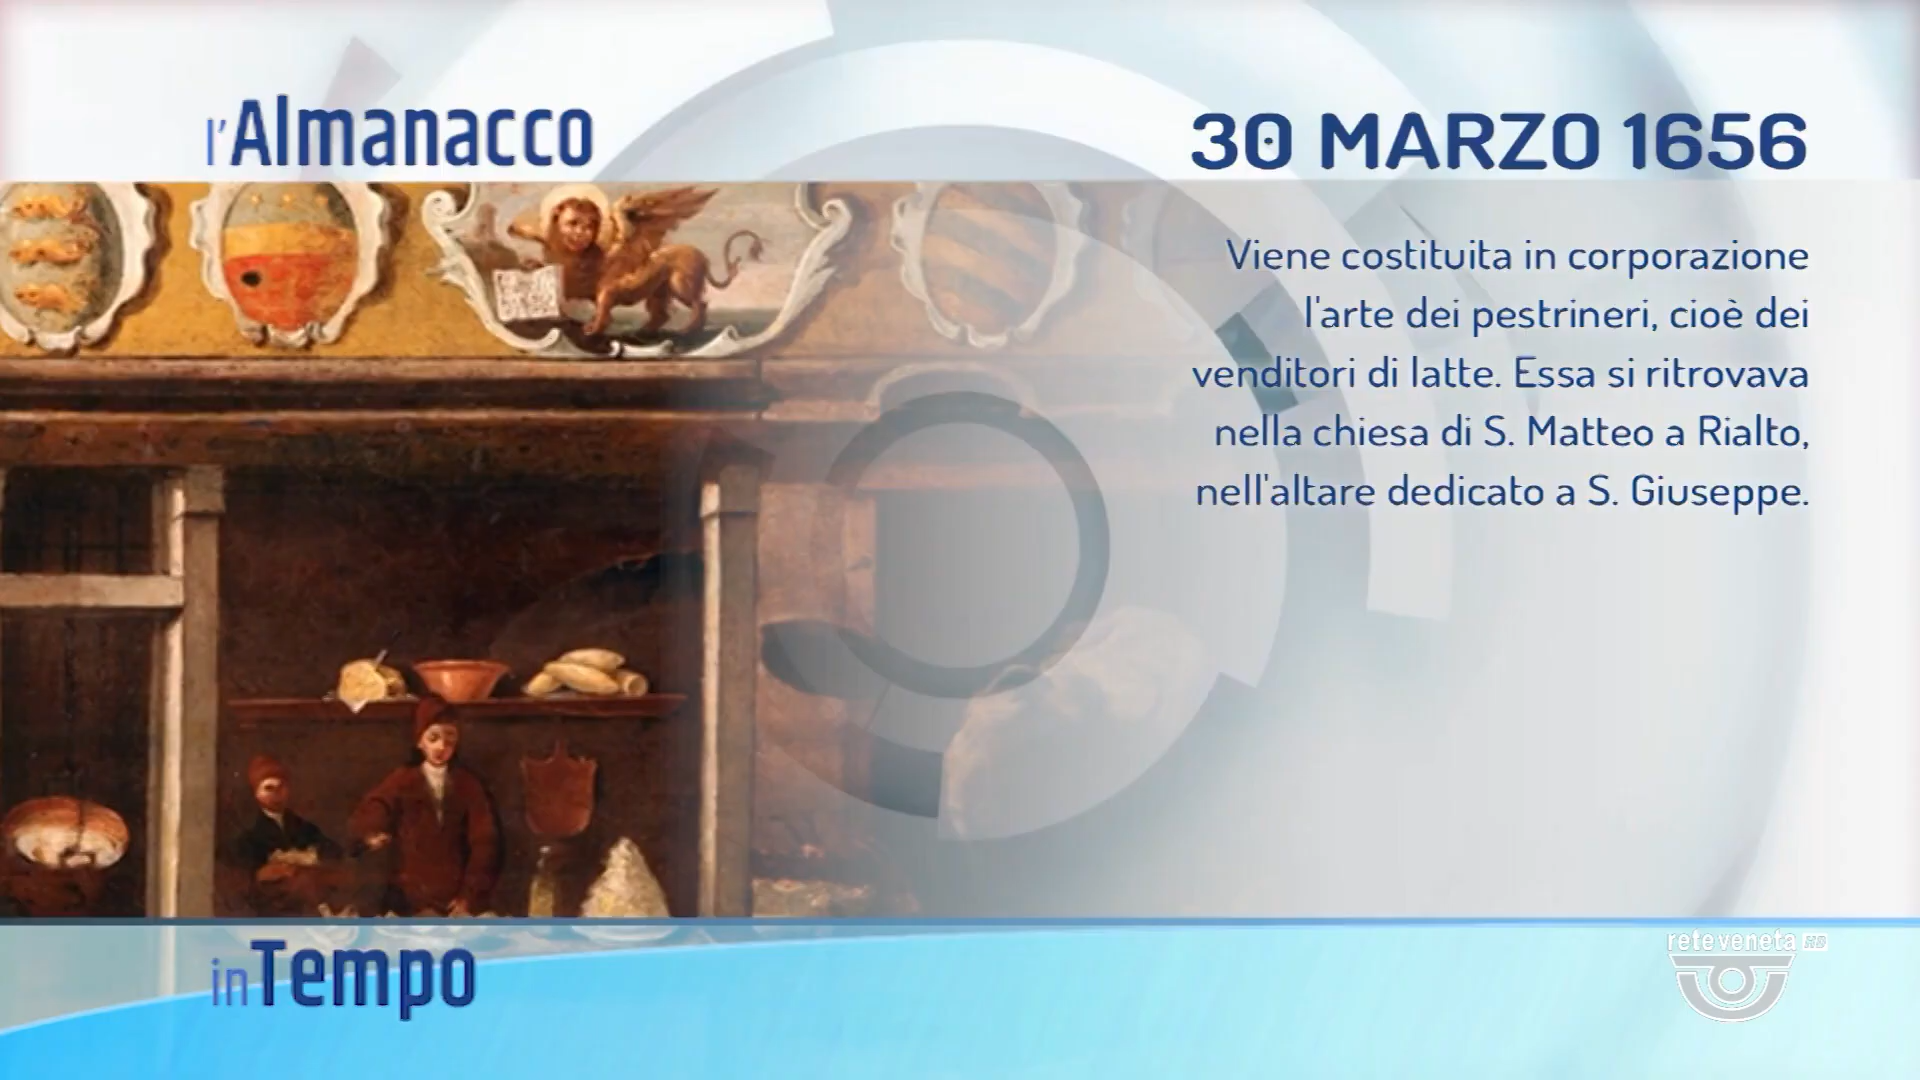 l'Almanacco
30 MARZO 1656
Viene costituita in corporazione
l'arte dei pestrineri, cioè dei
venditori di latte. Essa si ritrovava
nella chiesa di S. Matteo a Rialto,
nell'altare dedicato a S. Giuseppe.
inTempo
reteveneta HD